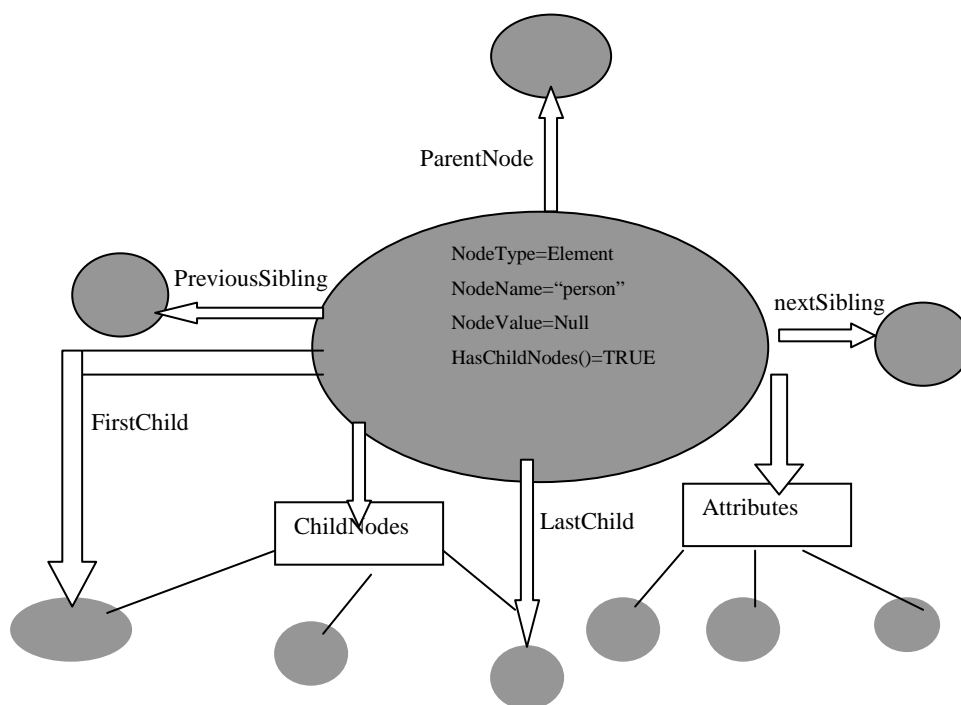 ParentNode
NodeType=Element
NodeName=“person”
NodeValue=Null
HasChildNodes()=TRUE
PreviousSibling
nextSibling
FirstChild
ChildNodes
LastChild
Attributes